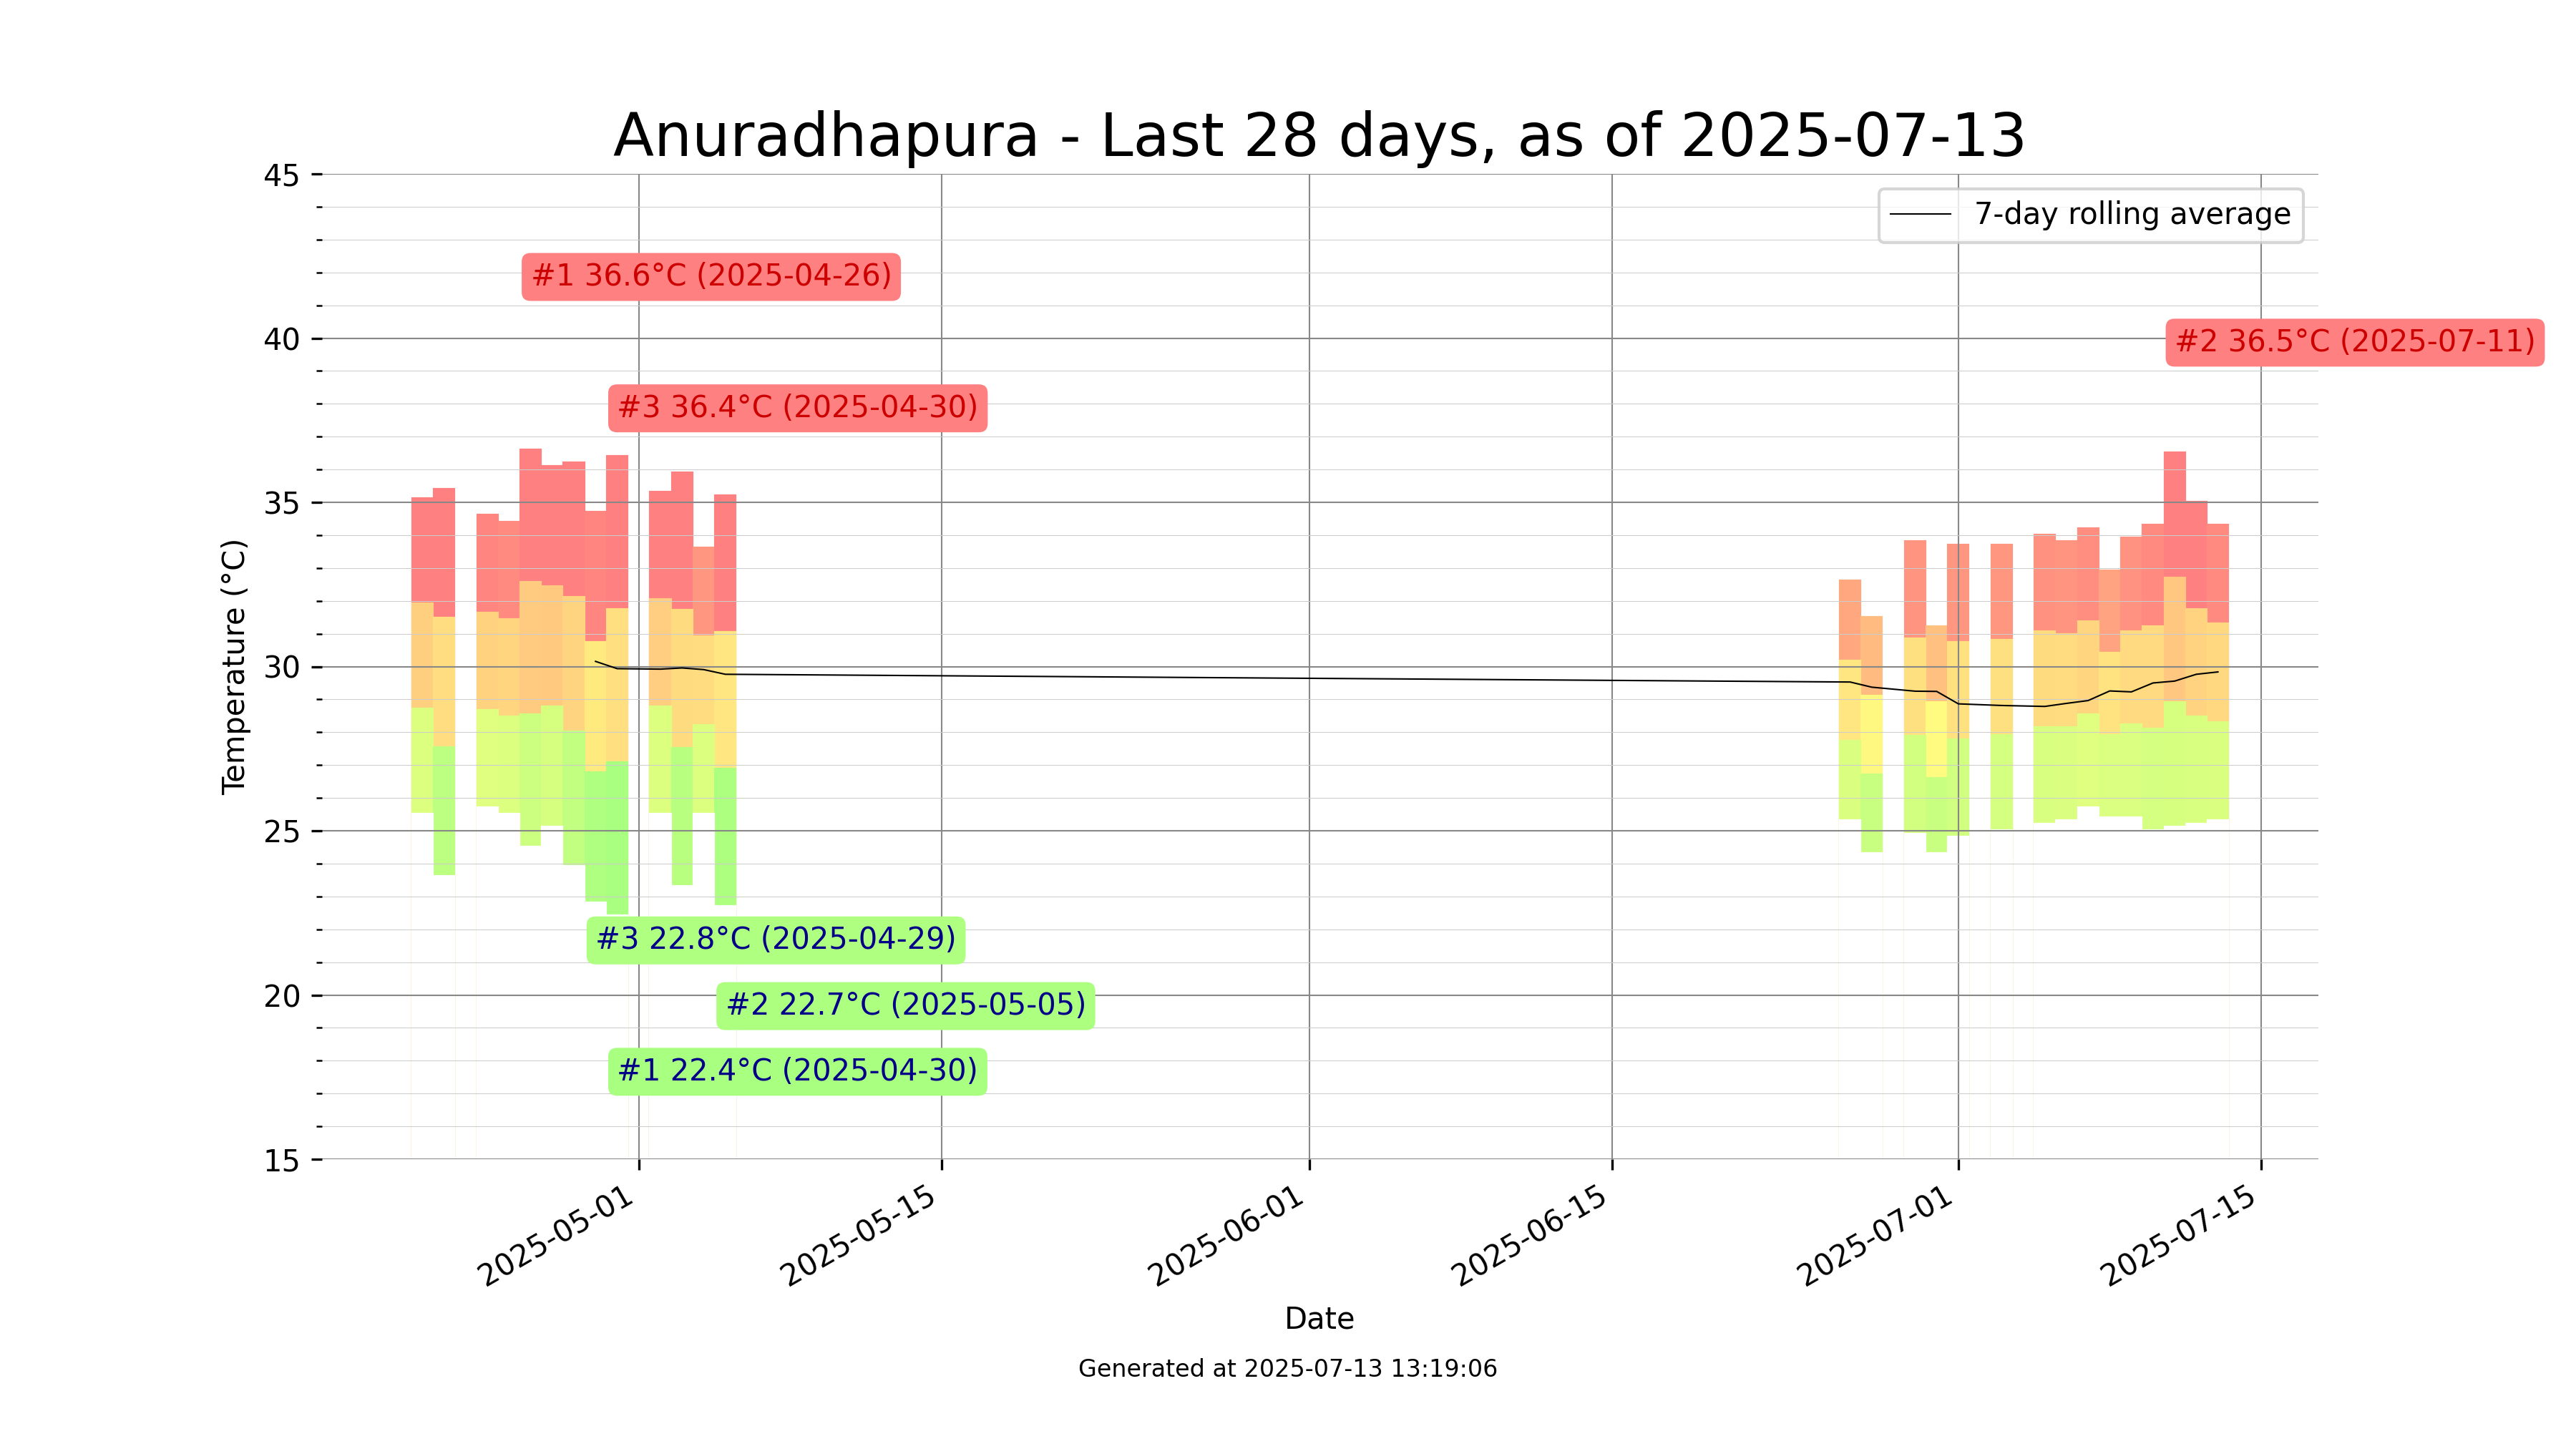 Anuradhapura - Last 28 days, as of 2025-07-13
45
7-day rolling average
#1 36.6°C (2025-04-26)
40
#2 36.5°C (2025-07-11)
#3 36.4°C (2025-04-30)
35
Temperature (°C)
30
25
#3 22.8°C (2025-04-29)
20
#2 22.7°C (2025-05-05)
#1 22.4°C (2025-04-30)
15
2025-05-01
2025-05-15
2025-06-01
2025-06-15
2025-07-01
2025-07-15
Date
Generated at 2025-07-13 13:19:06